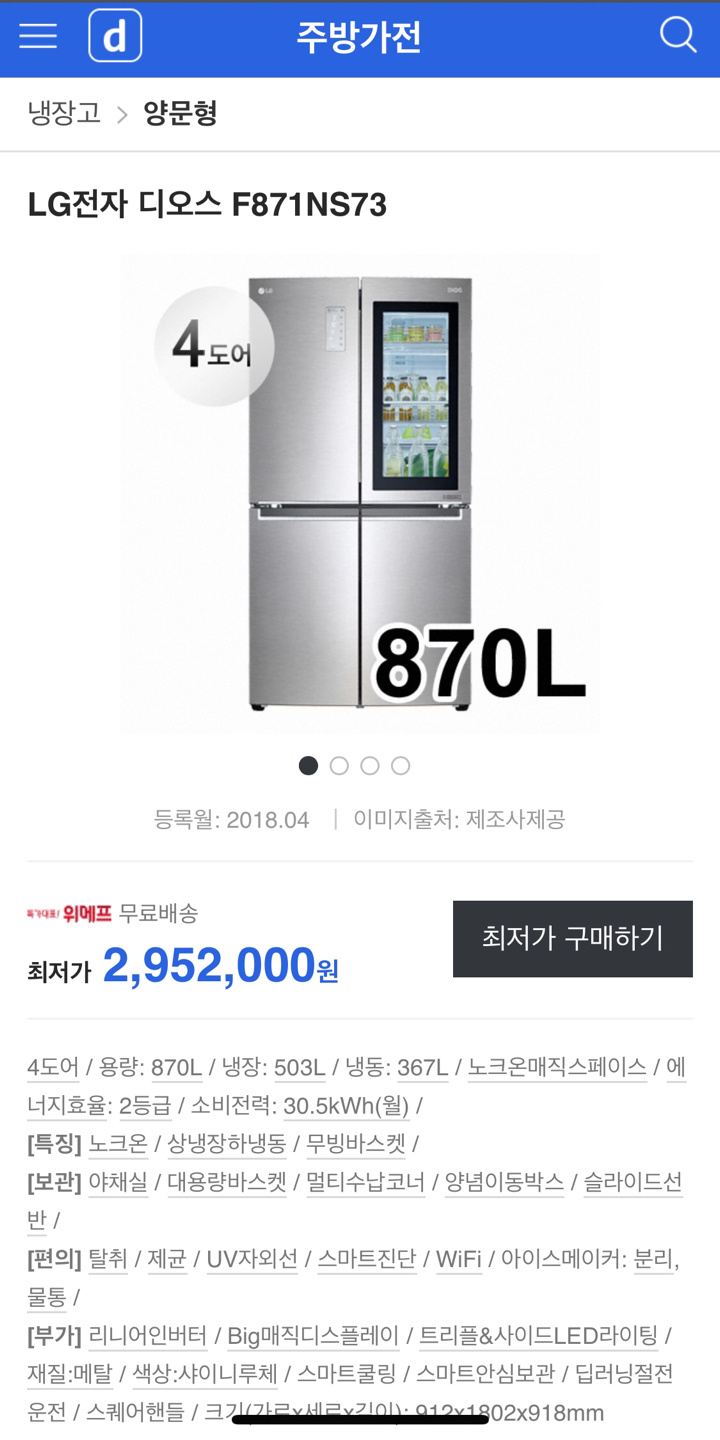 d
주방가전
냉장고 > 양문형
LG전자 디오스 F871NS73
LG
DIOS
4도어
870L
등록월: 2018.04 | 이미지출처: 제조사제공
특가대표! 위메프 무료배송
최저가 2,952,000원
최저가 구매하기
4도어 / 용량: 870L / 냉장: 503L / 냉동: 367L / 노크온매직스페이스 / 에
너지효율: 2등급 / 소비전력: 30.5kWh(월) /
[특징] 노크온 / 상냉장하냉동 / 무빙바스켓 /
[보관] 야채실 / 대용량바스켓 / 멀티수납코너 / 양념이동박스 / 슬라이드선
반 /
[편의] 탈취 / 제균 / UV자외선 / 스마트진단 / WiFi / 아이스메이커: 분리,
물통 /
[부가] 리니어인버터 / Big매직디스플레이 / 트리플&사이드LED라이팅 /
재질:메탈 / 색상:샤이니루체 / 스마트쿨링 / 스마트안심보관 / 딥러닝절전
운전 / 스퀘어핸들 / 크기(가로x세로x깊이): 912x1802x918mm